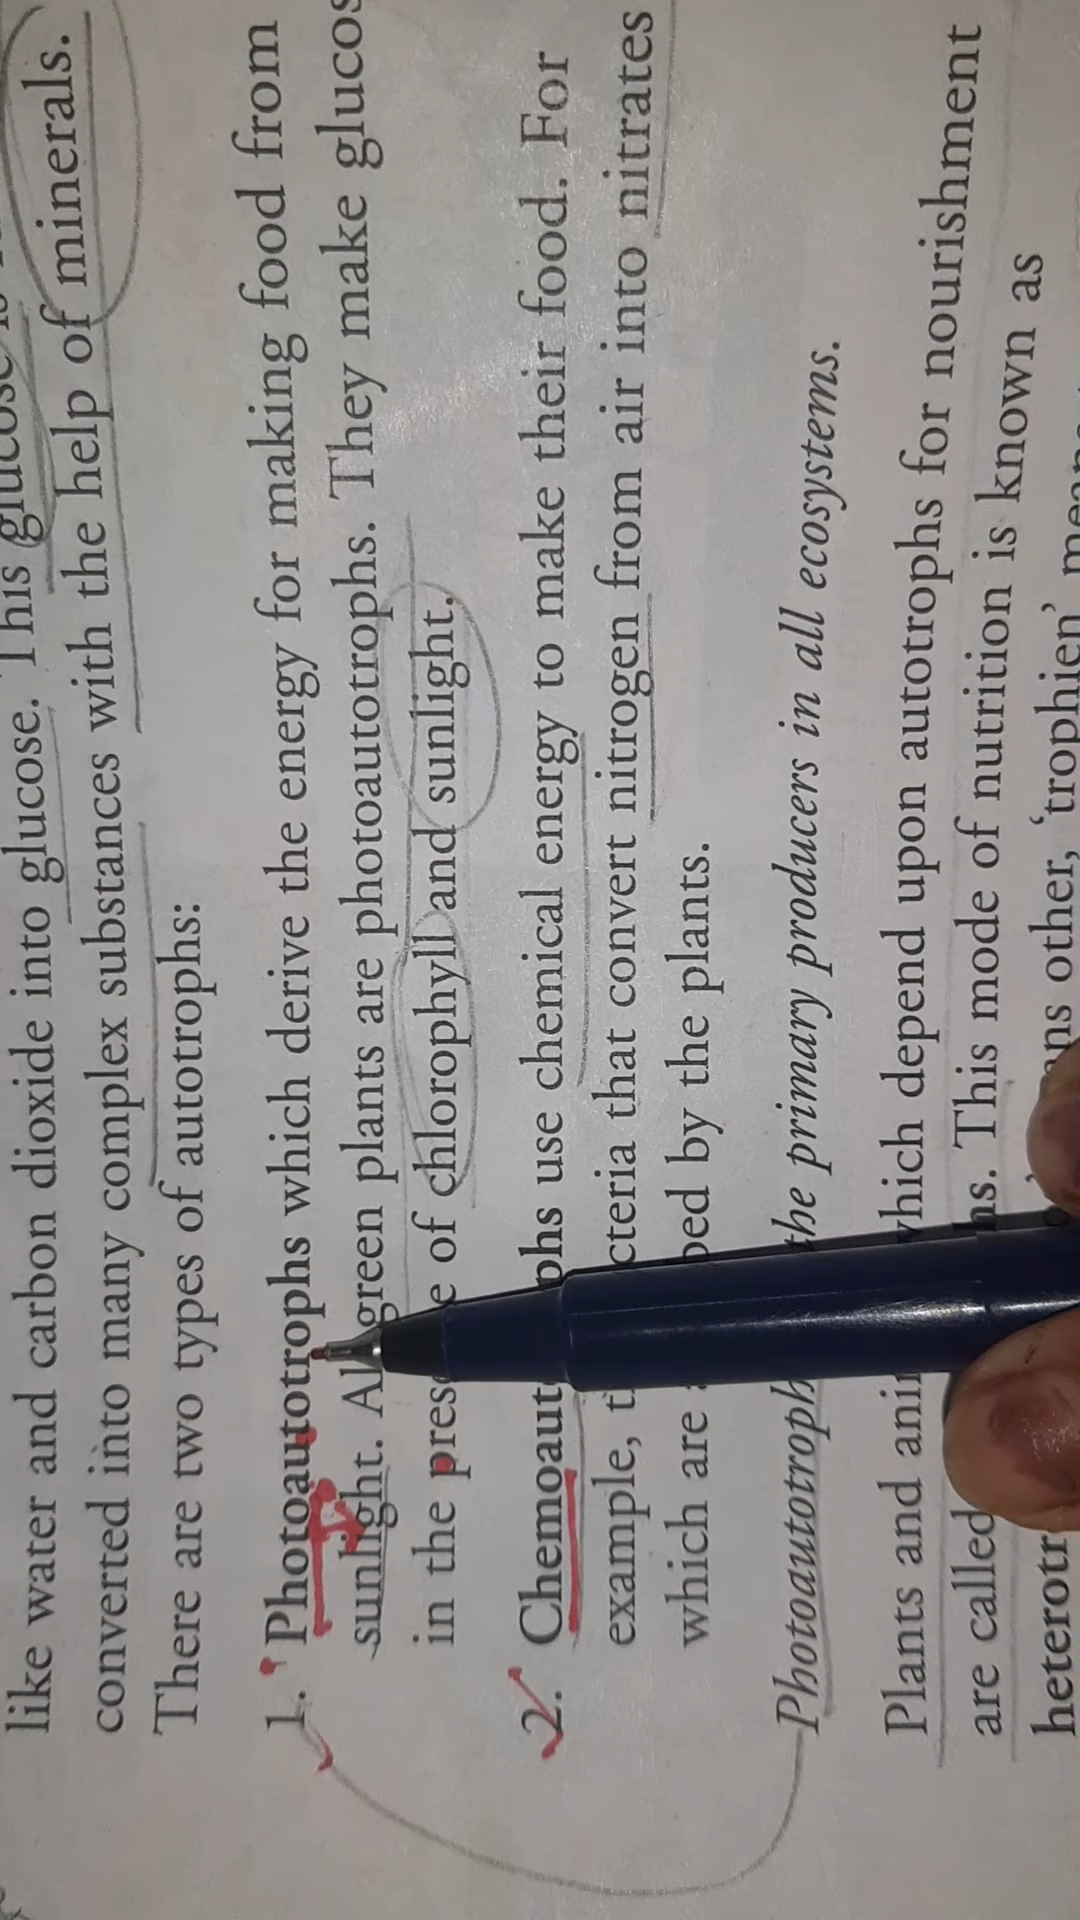 like water and carbon dioxide into glucose. This glucose is
converted into many complex substances with the help of minerals.
There are two types of autotrophs:
1. Photoautotrophs which derive the energy for making food from
sunlight. All green plants are photoautotrophs. They make glucos
in the prese e of chlorophyll and sunlight.
2. Chemoaut phs use chemical energy to make their food. For
example, t cteria that convert nitrogen from air into nitrates
which are bed by the plants.
Photoautotroph the primary producers in all ecosystems.
Plants and ani which depend upon autotrophs for nourishment
are called ns. This mode of nutrition is known as
heterotr ns other, ‘trophien’ mean